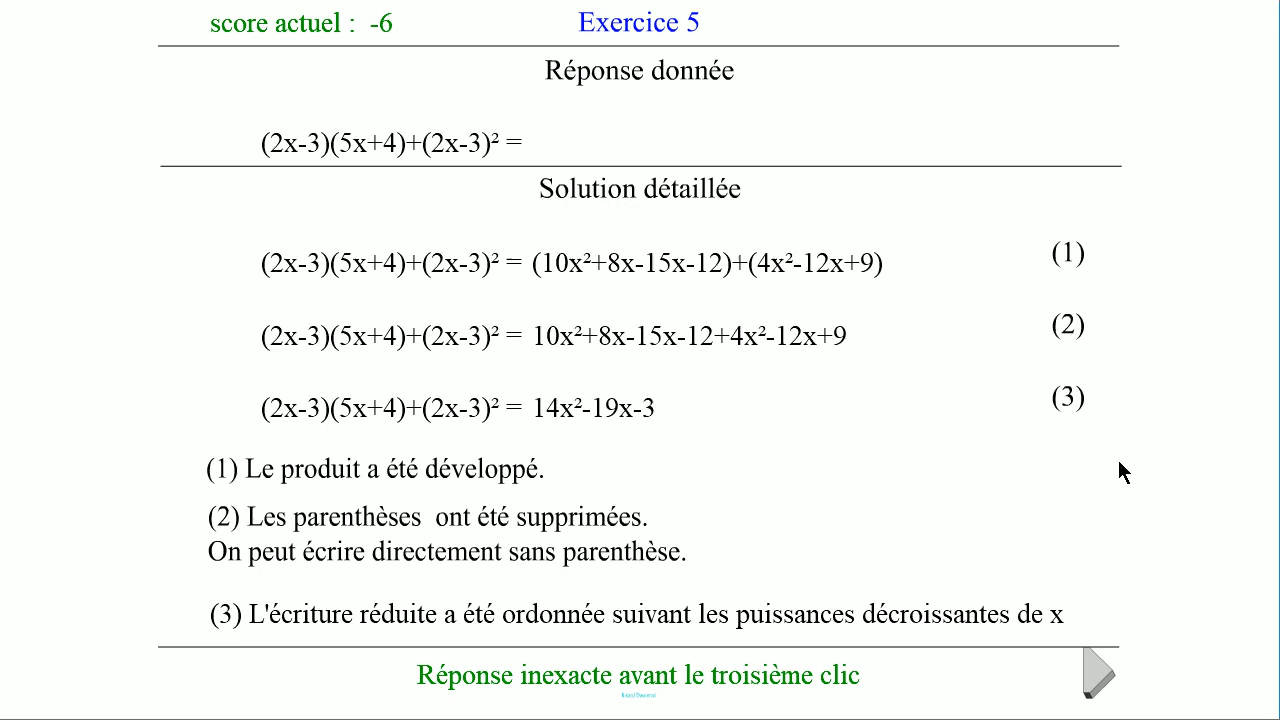 score actuel :  -6
Exercice 5
Réponse donnée
(2x-3)(5x+4)+(2x-3)² =
Solution détaillée
(2x-3)(5x+4)+(2x-3)² = (10x²+8x-15x-12)+(4x²-12x+9) (1)
(2x-3)(5x+4)+(2x-3)² = 10x²+8x-15x-12+4x²-12x+9 (2)
(2x-3)(5x+4)+(2x-3)² = 14x²-19x-3 (3)
(1) Le produit a été développé.
(2) Les parenthèses  ont été supprimées.
On peut écrire directement sans parenthèse.
(3) L'écriture réduite a été ordonnée suivant les puissances décroissantes de x
Réponse inexacte avant le troisième clic